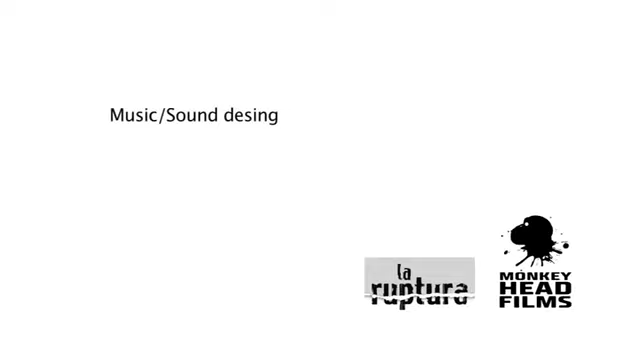 Music/Sound desing
la
ruptura
MONKEY
HEAD
FILMS